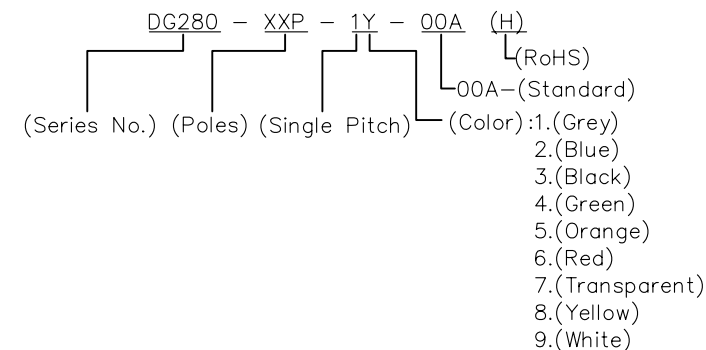 DG280 - XXP - 1Y - 00A (H)
(RoHS)
00A-(Standard)
(Series No.) (Poles) (Single Pitch) (Color):1.(Grey)
2.(Blue)
3.(Black)
4.(Green)
5.(Orange)
6.(Red)
7.(Transparent)
8.(Yellow)
9.(White)